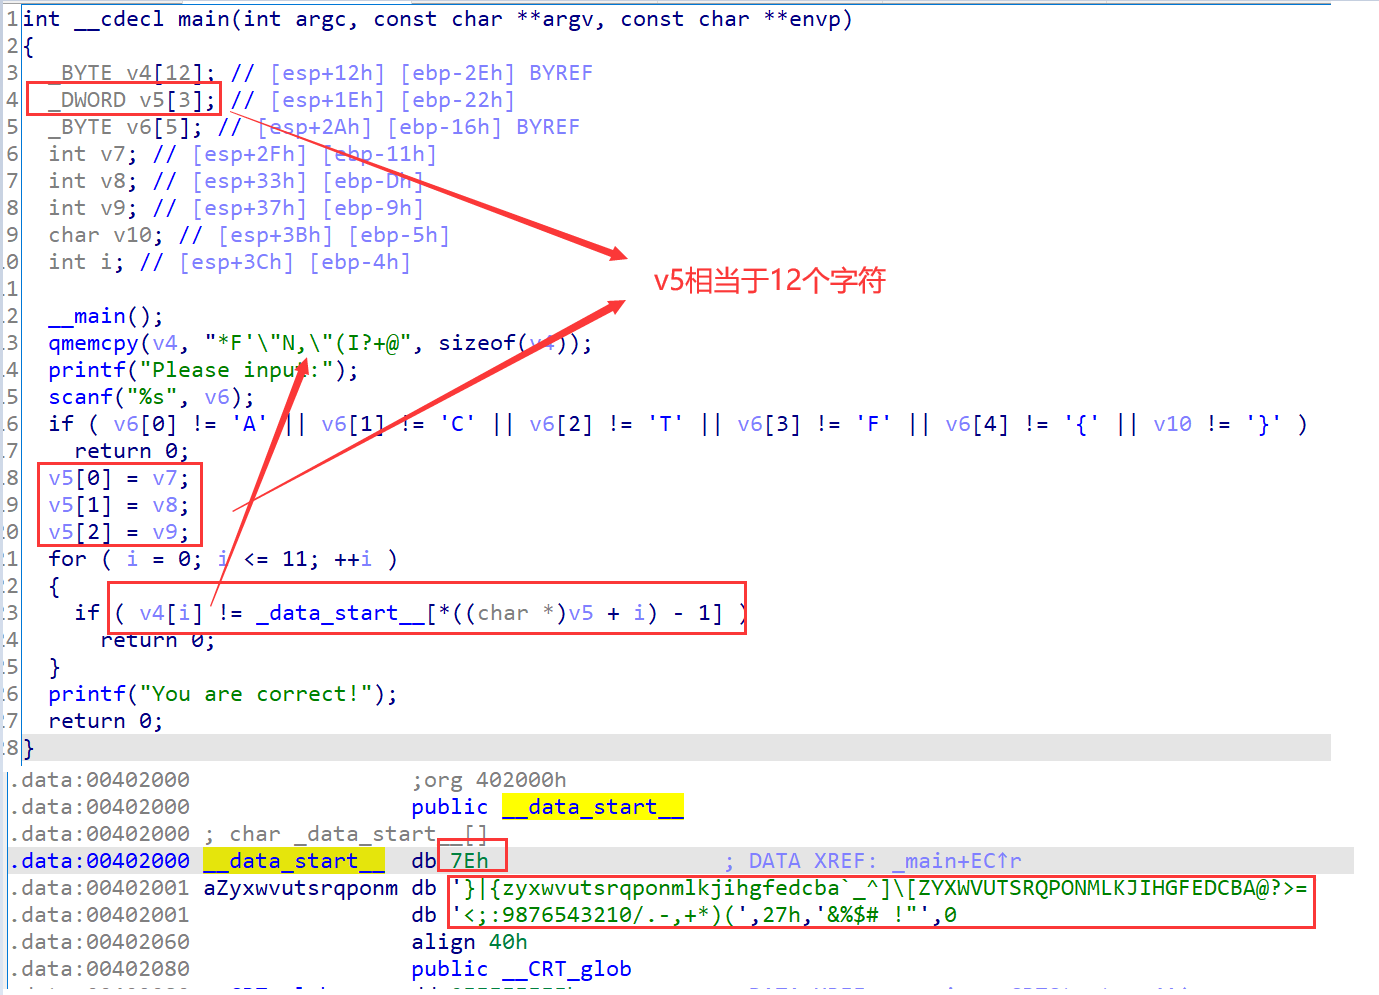 1 int __cdecl main(int argc, const char **argv, const char **envp)
2 {
3 _BYTE v4[12]; // [esp+12h] [ebp-2Eh] BYREF
4 _DWORD v5[3]; // [esp+1Eh] [ebp-22h]
5 _BYTE v6[5]; // [esp+2Ah] [ebp-16h] BYREF
6 int v7; // [esp+2Fh] [ebp-11h]
7 int v8; // [esp+33h] [ebp-Dh]
8 int v9; // [esp+37h] [ebp-9h]
9 char v10; // [esp+3Bh] [ebp-5h]
0 int i; // [esp+3Ch] [ebp-4h]
v5相当于12个字符
1
2 __main();
3 qmemcpy(v4, "*F'\"N,\"(I?+@", sizeof(v4));
4 printf("Please input:");
5 scanf("%s", v6);
6 if ( v6[0] != 'A' || v6[1] != 'C' || v6[2] != 'T' || v6[3] != 'F' || v6[4] != '{' || v10 != '}' )
7 return 0;
8 v5[0] = v7;
9 v5[1] = v8;
0 v5[2] = v9;
1 for ( i = 0; i <= 11; ++i )
2 {
3 if ( v4[i] != _data_start__[*((char *)v5 + i) - 1] )
4 return 0;
5 }
6 printf("You are correct!");
7 return 0;
8 }
.data:00402000 ;org 402000h
.data:00402000 public __data_start__
.data:00402000 ; char _data_start__[]
.data:00402000 __data_start__ db 7Eh ; DATA XREF: _main+EC↑r
.data:00402001 aZyxwvutsrqponm db '}|{zyxwvutsrqponmlkjihgfedcba`_^]\[ZYXWVUTSRQPONMLKJIHGFEDCBA@?>=
.data:00402001 db '<;:9876543210/.-,+*)(',27h,'&%$# !"',0
.data:00402060 align 40h
.data:00402080 public __CRT_glob